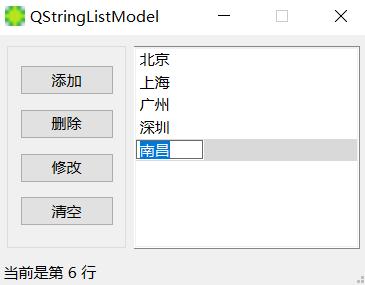 QStringListModel
添加
删除
修改
清空
北京
上海
广州
深圳
南昌
当前是第 6 行